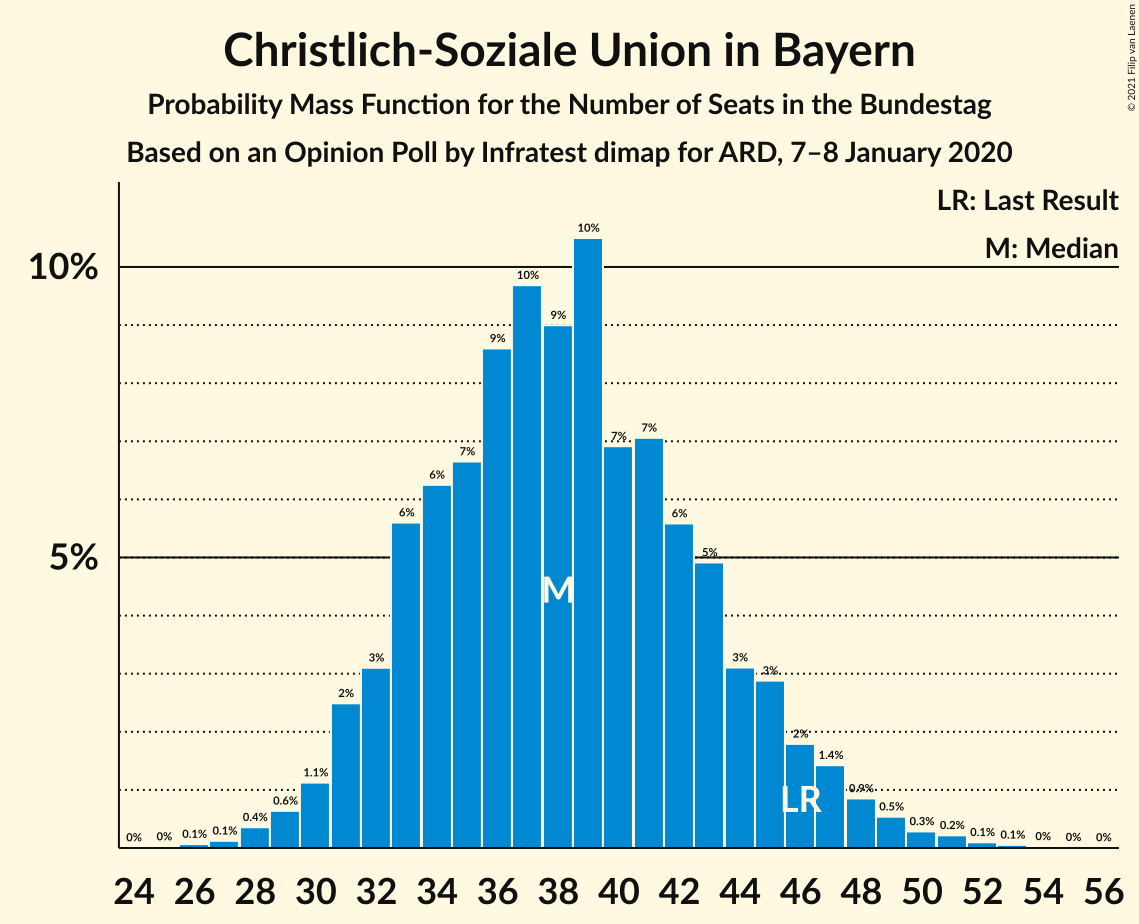 Christlich-Soziale Union in Bayern
Probability Mass Function for the Number of Seats in the Bundestag
Based on an Opinion Poll by Infratest dimap for ARD, 7–8 January 2020
© 2021 Filip van Laenen
LR: Last Result
M: Median
10%
5%
0% 0% 0.1% 0.1% 0.4% 0.6% 1.1% 2% 3% 6% 6% 7% 9% 10% 9% 10% 7% 7% 6% 5% 3% 3% 2% 1.4% 0.9% 0.5% 0.3% 0.2% 0.1% 0.1% 0% 0% 0%
M
LR
24 26 28 30 32 34 36 38 40 42 44 46 48 50 52 54 56